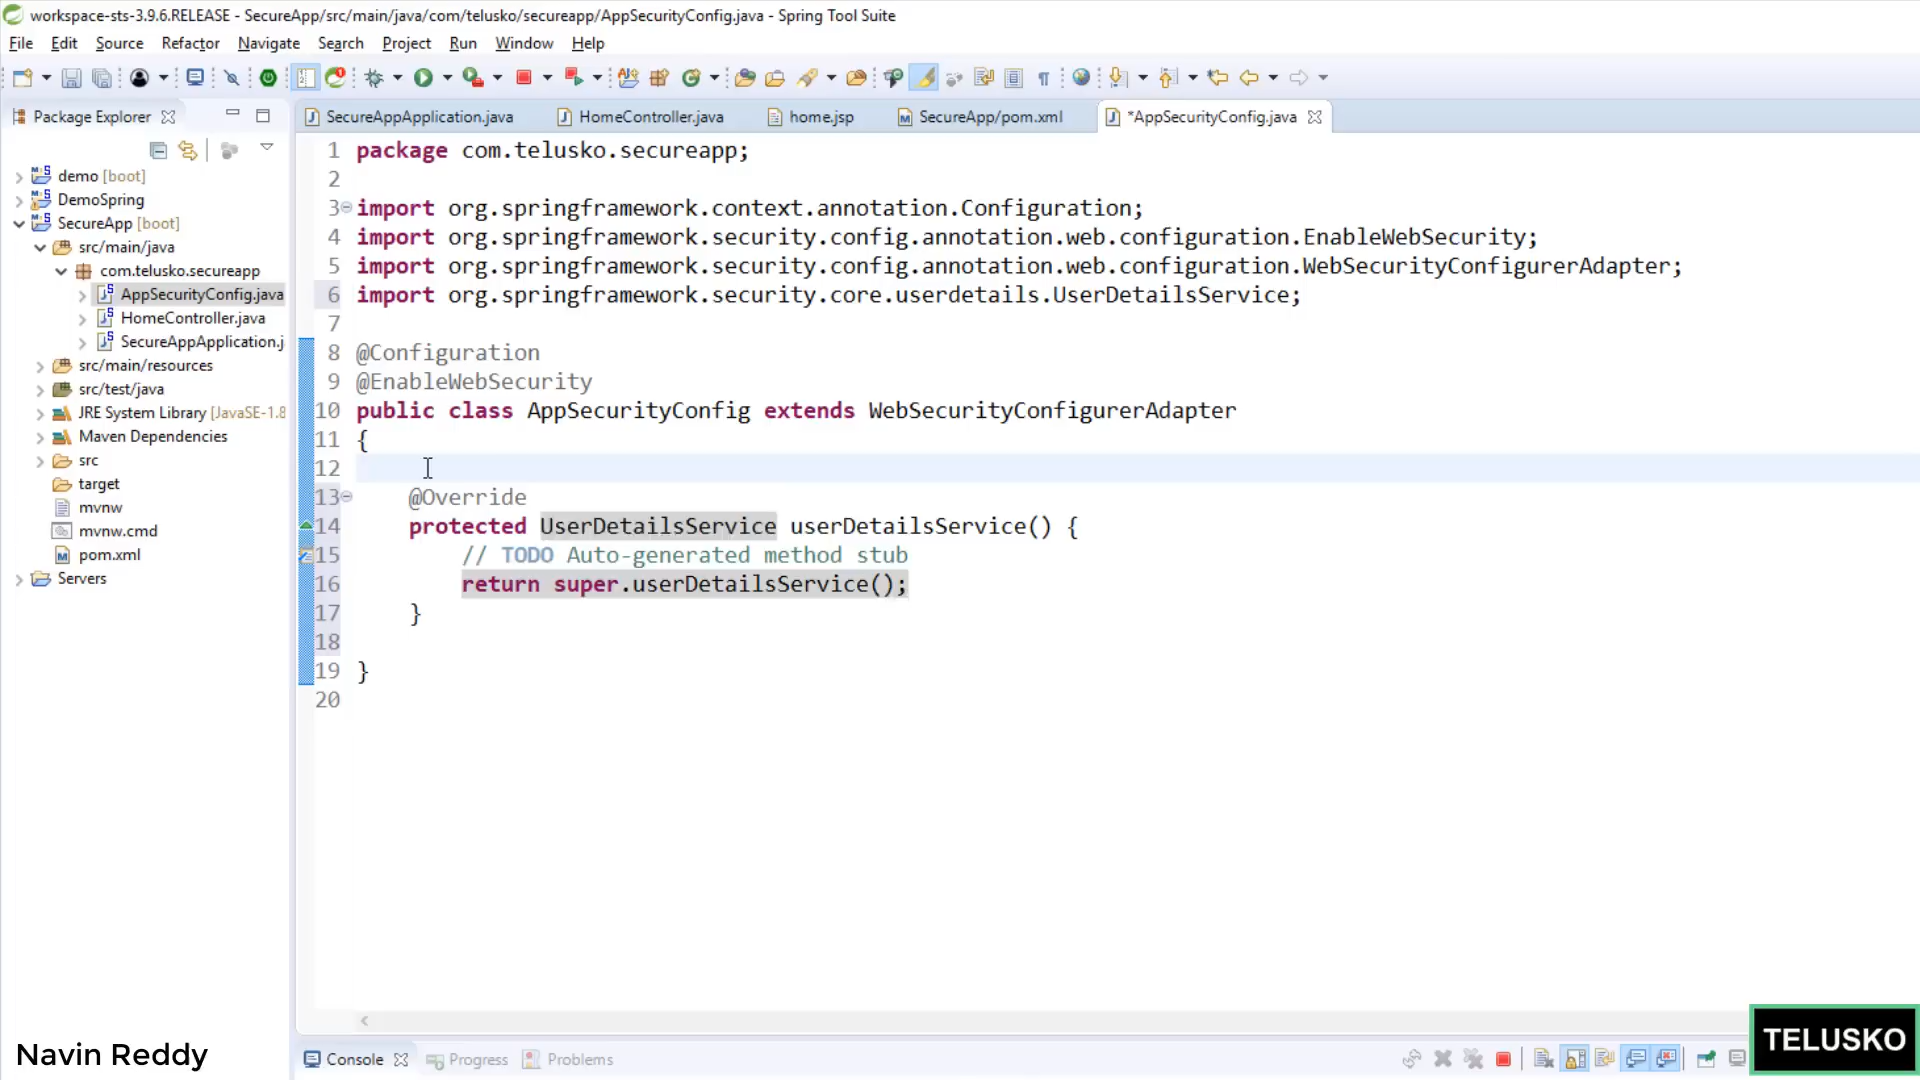 workspace-sts-3.9.6.RELEASE - SecureApp/src/main/java/com/telusko/secureapp/AppSecurityConfig.java - Spring Tool Suite
File Edit Source Refactor Navigate Search Project Run Window Help
Package Explorer
SecureAppApplication.java HomeController.java home.jsp SecureApp/pom.xml *AppSecurityConfig.java
demo [boot]
DemoSpring
SecureApp [boot]
src/main/java
com.telusko.secureapp
AppSecurityConfig.java
HomeController.java
SecureAppApplication.j
src/main/resources
src/test/java
JRE System Library [JavaSE-1.8
Maven Dependencies
src
target
mvnw
mvnw.cmd
pom.xml
Servers
1 package com.telusko.secureapp;
2
3 import org.springframework.context.annotation.Configuration;
4 import org.springframework.security.config.annotation.web.configuration.EnableWebSecurity;
5 import org.springframework.security.config.annotation.web.configuration.WebSecurityConfigurerAdapter;
6 import org.springframework.security.core.userdetails.UserDetailsService;
7
8 @Configuration
9 @EnableWebSecurity
10 public class AppSecurityConfig extends WebSecurityConfigurerAdapter
11 {
12
13 @Override
14 protected UserDetailsService userDetailsService() {
15 // TODO Auto-generated method stub
16 return super.userDetailsService();
17 }
18
19 }
20
Console Progress Problems
Navin Reddy
TELUSKO